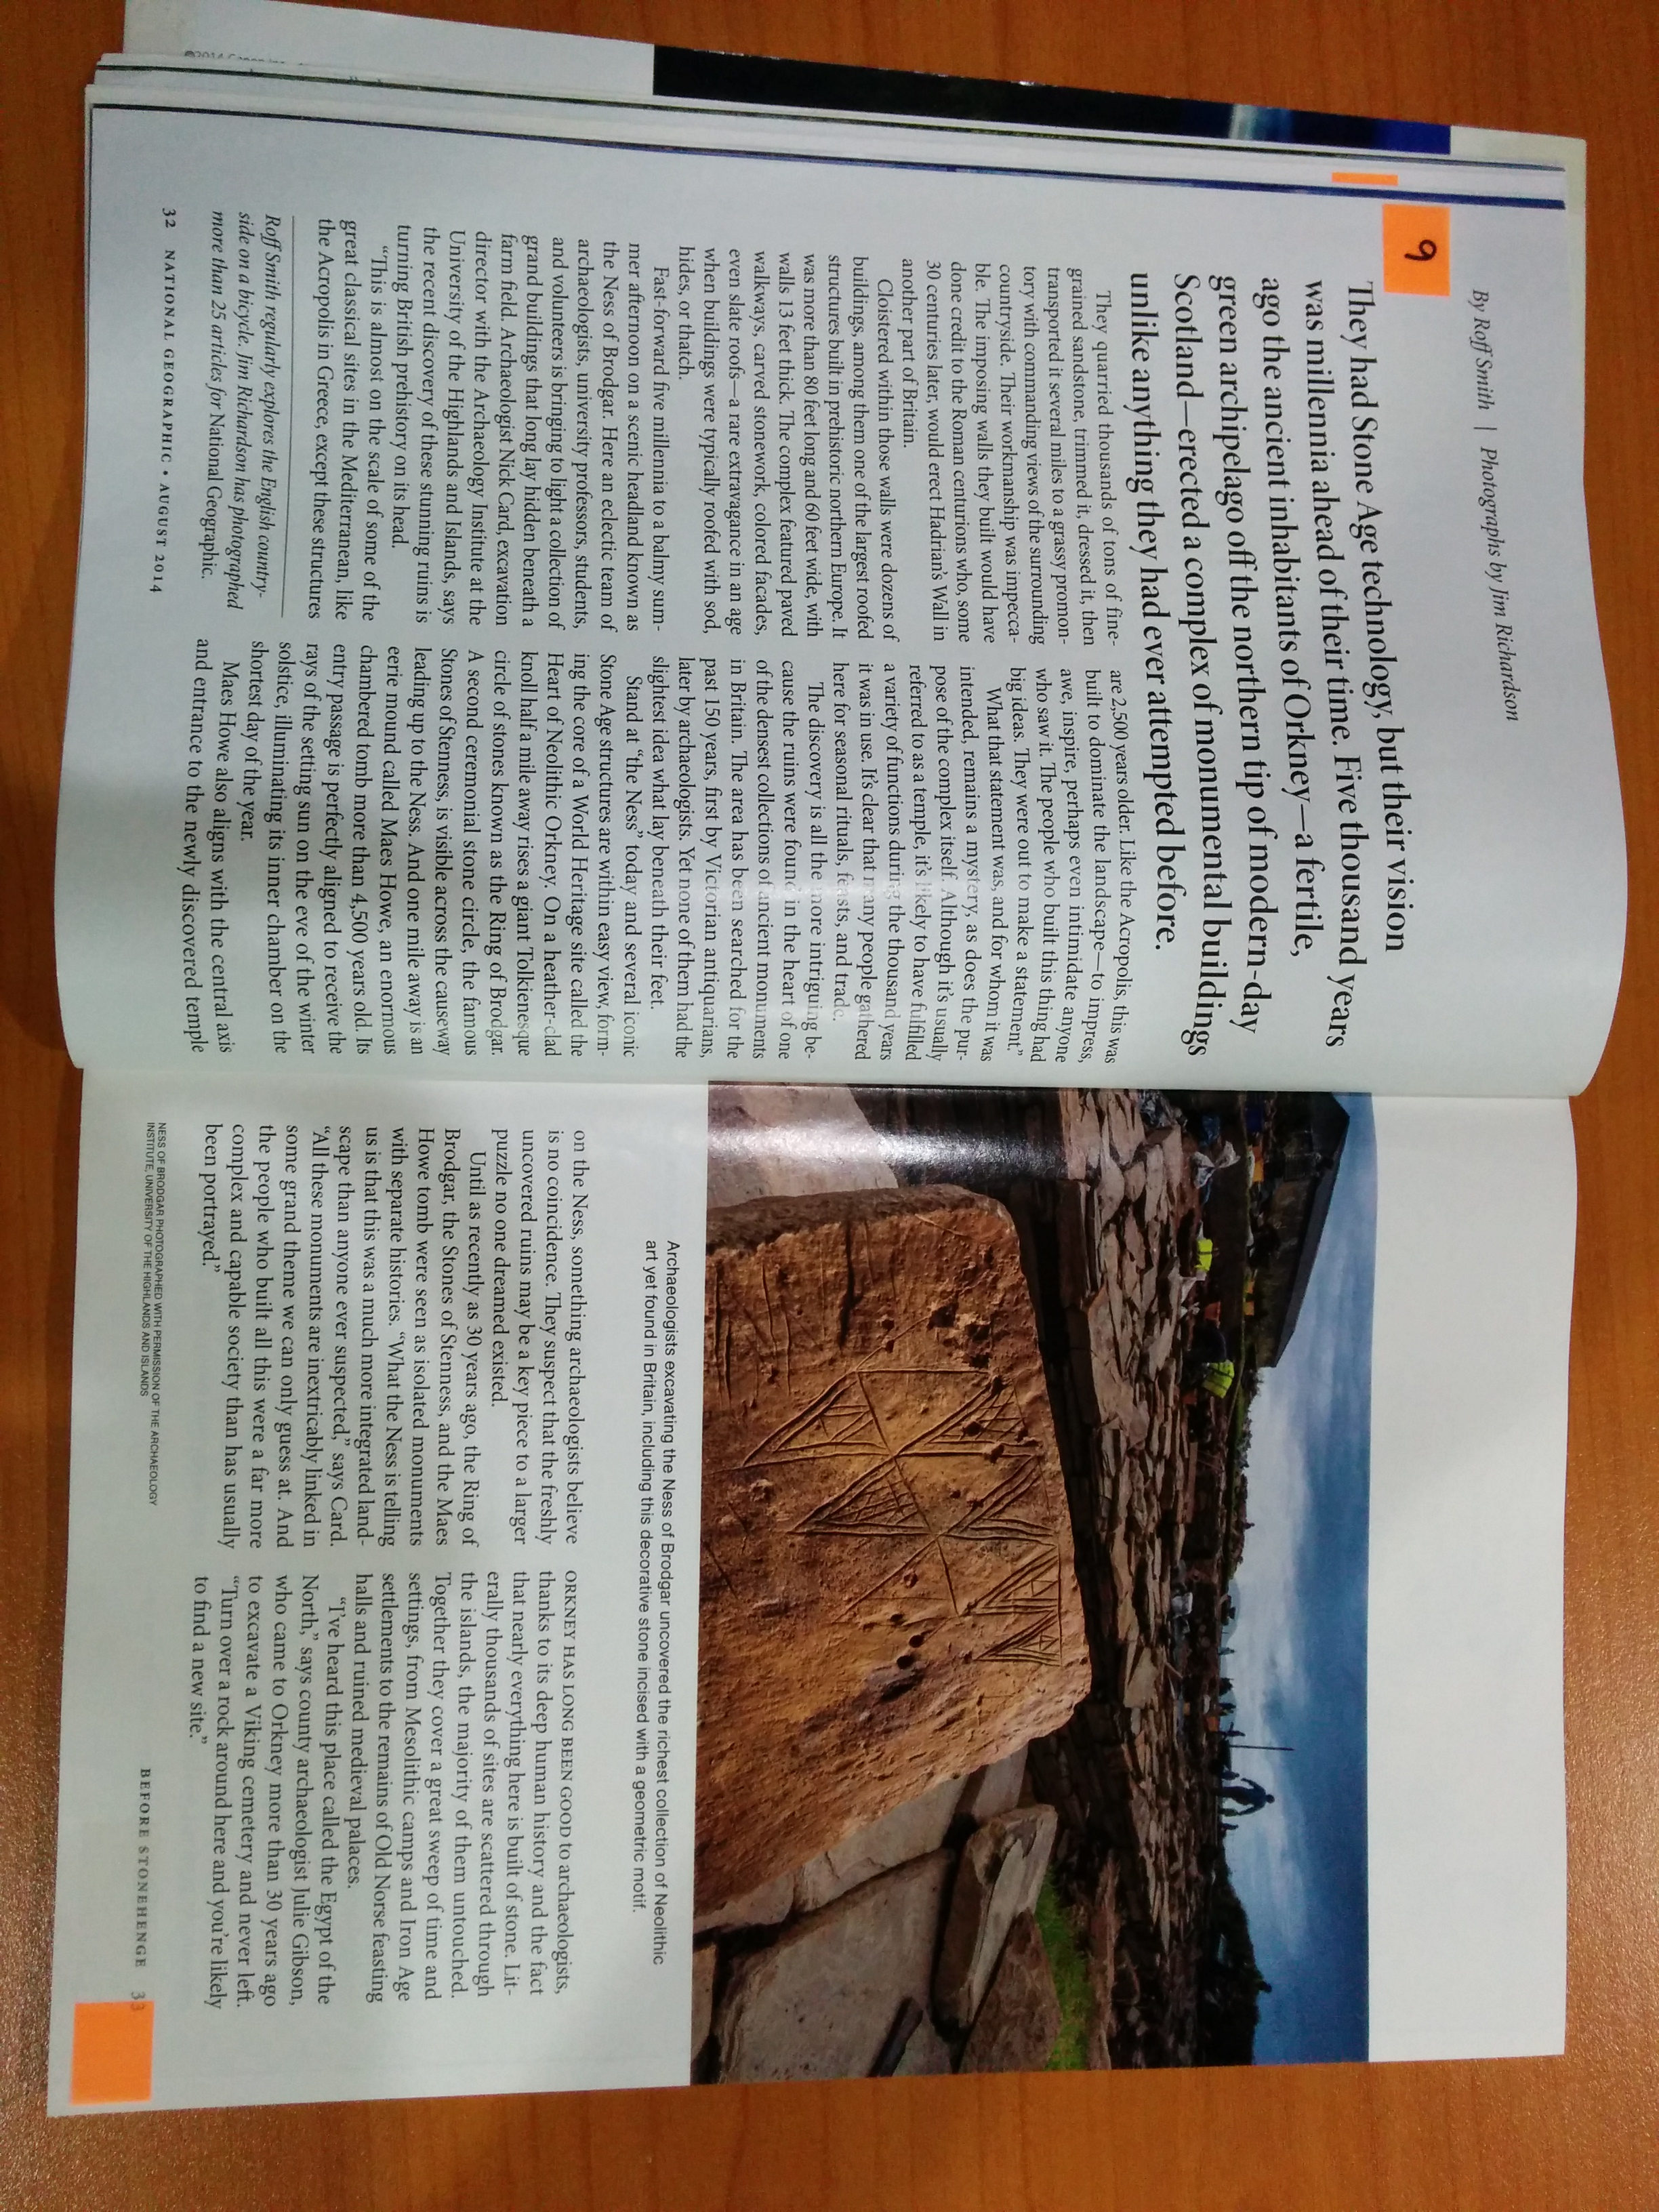 By Roff Smith | Photographs by Jim Richardson
9
They had Stone Age technology, but their vision
was millennia ahead of their time. Five thousand years
ago the ancient inhabitants of Orkney—a fertile,
green archipelago off the northern tip of modern-day
Scotland—erected a complex of monumental buildings
unlike anything they had ever attempted before.
They quarried thousands of tons of fine-
grained sandstone, trimmed it, dressed it, then
transported it several miles to a grassy promon-
tory with commanding views of the surrounding
countryside. Their workmanship was impecca-
ble. The imposing walls they built would have
done credit to the Roman centurions who, some
30 centuries later, would erect Hadrian's Wall in
another part of Britain.
Cloistered within those walls were dozens of
buildings, among them one of the largest roofed
structures built in prehistoric northern Europe. It
was more than 80 feet long and 60 feet wide, with
walls 13 feet thick. The complex featured paved
walkways, carved stonework, colored facades,
even slate roofs—a rare extravagance in an age
when buildings were typically roofed with sod,
hides, or thatch.
Fast-forward five millennia to a balmy sum-
mer afternoon on a scenic headland known as
the Ness of Brodgar. Here an eclectic team of
archaeologists, university professors, students,
and volunteers is bringing to light a collection of
grand buildings that long lay hidden beneath a
farm field. Archaeologist Nick Card, excavation
director with the Archaeology Institute at the
University of the Highlands and Islands, says
the recent discovery of these stunning ruins is
turning British prehistory on its head.
“This is almost on the scale of some of the
great classical sites in the Mediterranean, like
the Acropolis in Greece, except these structures
Roff Smith regularly explores the English country-
side on a bicycle. Jim Richardson has photographed
more than 25 articles for National Geographic.
32 NATIONAL GEOGRAPHIC • AUGUST 2014
are 2,500 years older. Like the Acropolis, this was
built to dominate the landscape—to impress,
awe, inspire, perhaps even intimidate anyone
who saw it. The people who built this thing had
big ideas. They were out to make a statement.”
What that statement was, and for whom it was
intended, remains a mystery, as does the pur-
pose of the complex itself. Although it's usually
referred to as a temple, it's likely to have fulfilled
a variety of functions during the thousand years
it was in use. It's clear that many people gathered
here for seasonal rituals, feasts, and trade.
The discovery is all the more intriguing be-
cause the ruins were found in the heart of one
of the densest collections of ancient monuments
in Britain. The area has been searched for the
past 150 years, first by Victorian antiquarians,
later by archaeologists. Yet none of them had the
slightest idea what lay beneath their feet.
Stand at “the Ness” today and several iconic
Stone Age structures are within easy view, form-
ing the core of a World Heritage site called the
Heart of Neolithic Orkney. On a heather-clad
knoll half a mile away rises a giant Tolkienesque
circle of stones known as the Ring of Brodgar.
A second ceremonial stone circle, the famous
Stones of Stenness, is visible across the causeway
leading up to the Ness. And one mile away is an
eerie mound called Maes Howe, an enormous
chambered tomb more than 4,500 years old. Its
entry passage is perfectly aligned to receive the
rays of the setting sun on the eve of the winter
solstice, illuminating its inner chamber on the
shortest day of the year.
Maes Howe also aligns with the central axis
and entrance to the newly discovered temple
Archaeologists excavating the Ness of Brodgar uncovered the richest collection of Neolithic
art yet found in Britain, including this decorative stone incised with a geometric motif.
on the Ness, something archaeologists believe
is no coincidence. They suspect that the freshly
uncovered ruins may be a key piece to a larger
puzzle no one dreamed existed.
Until as recently as 30 years ago, the Ring of
Brodgar, the Stones of Stenness, and the Maes
Howe tomb were seen as isolated monuments
with separate histories. “What the Ness is telling
us is that this was a much more integrated land-
scape than anyone ever suspected,” says Card.
“All these monuments are inextricably linked in
some grand theme we can only guess at. And
the people who built all this were a far more
complex and capable society than has usually
been portrayed.”
NESS OF BRODGAR PHOTOGRAPHED WITH PERMISSION OF THE ARCHAEOLOGY
INSTITUTE, UNIVERSITY OF THE HIGHLANDS AND ISLANDS
ORKNEY HAS LONG BEEN GOOD to archaeologists,
thanks to its deep human history and the fact
that nearly everything here is built of stone. Lit-
erally thousands of sites are scattered through
the islands, the majority of them untouched.
Together they cover a great sweep of time and
settings, from Mesolithic camps and Iron Age
settlements to the remains of Old Norse feasting
halls and ruined medieval palaces.
“I've heard this place called the Egypt of the
North,” says county archaeologist Julie Gibson,
who came to Orkney more than 30 years ago
to excavate a Viking cemetery and never left.
“Turn over a rock around here and you're likely
to find a new site.”
BEFORE STONEHENGE 33